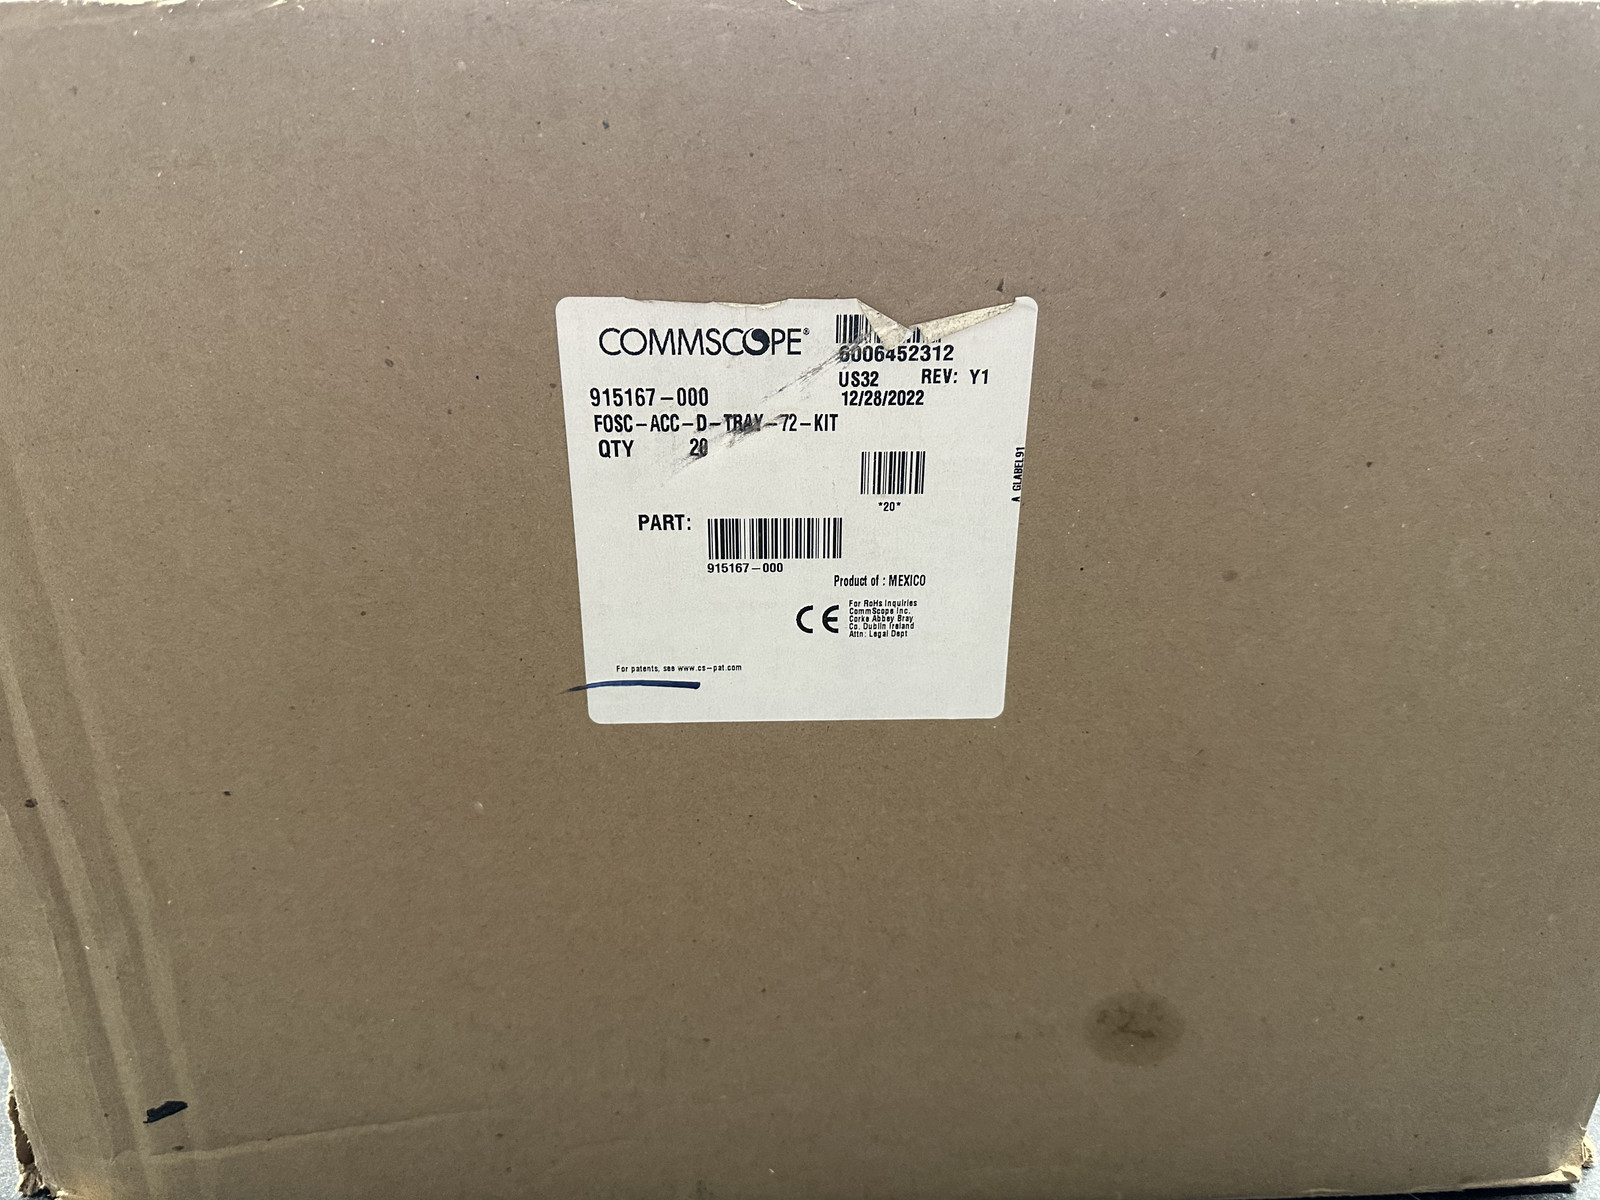 COMMSCOPE®
6006452312
US32 REV: Y1
12/28/2022
915167-000
FOSC-ACC-D-TRAY-72-KIT
QTY 20
*20*
A GLABEL91
PART:
915167-000
Product of : MEXICO
CE
For RoHs Inquiries
CommScope Inc.
Corke Abbey Bray
Co. Dublin Ireland
Attn: Legal Dept
For patents, see www.cs-pat.com